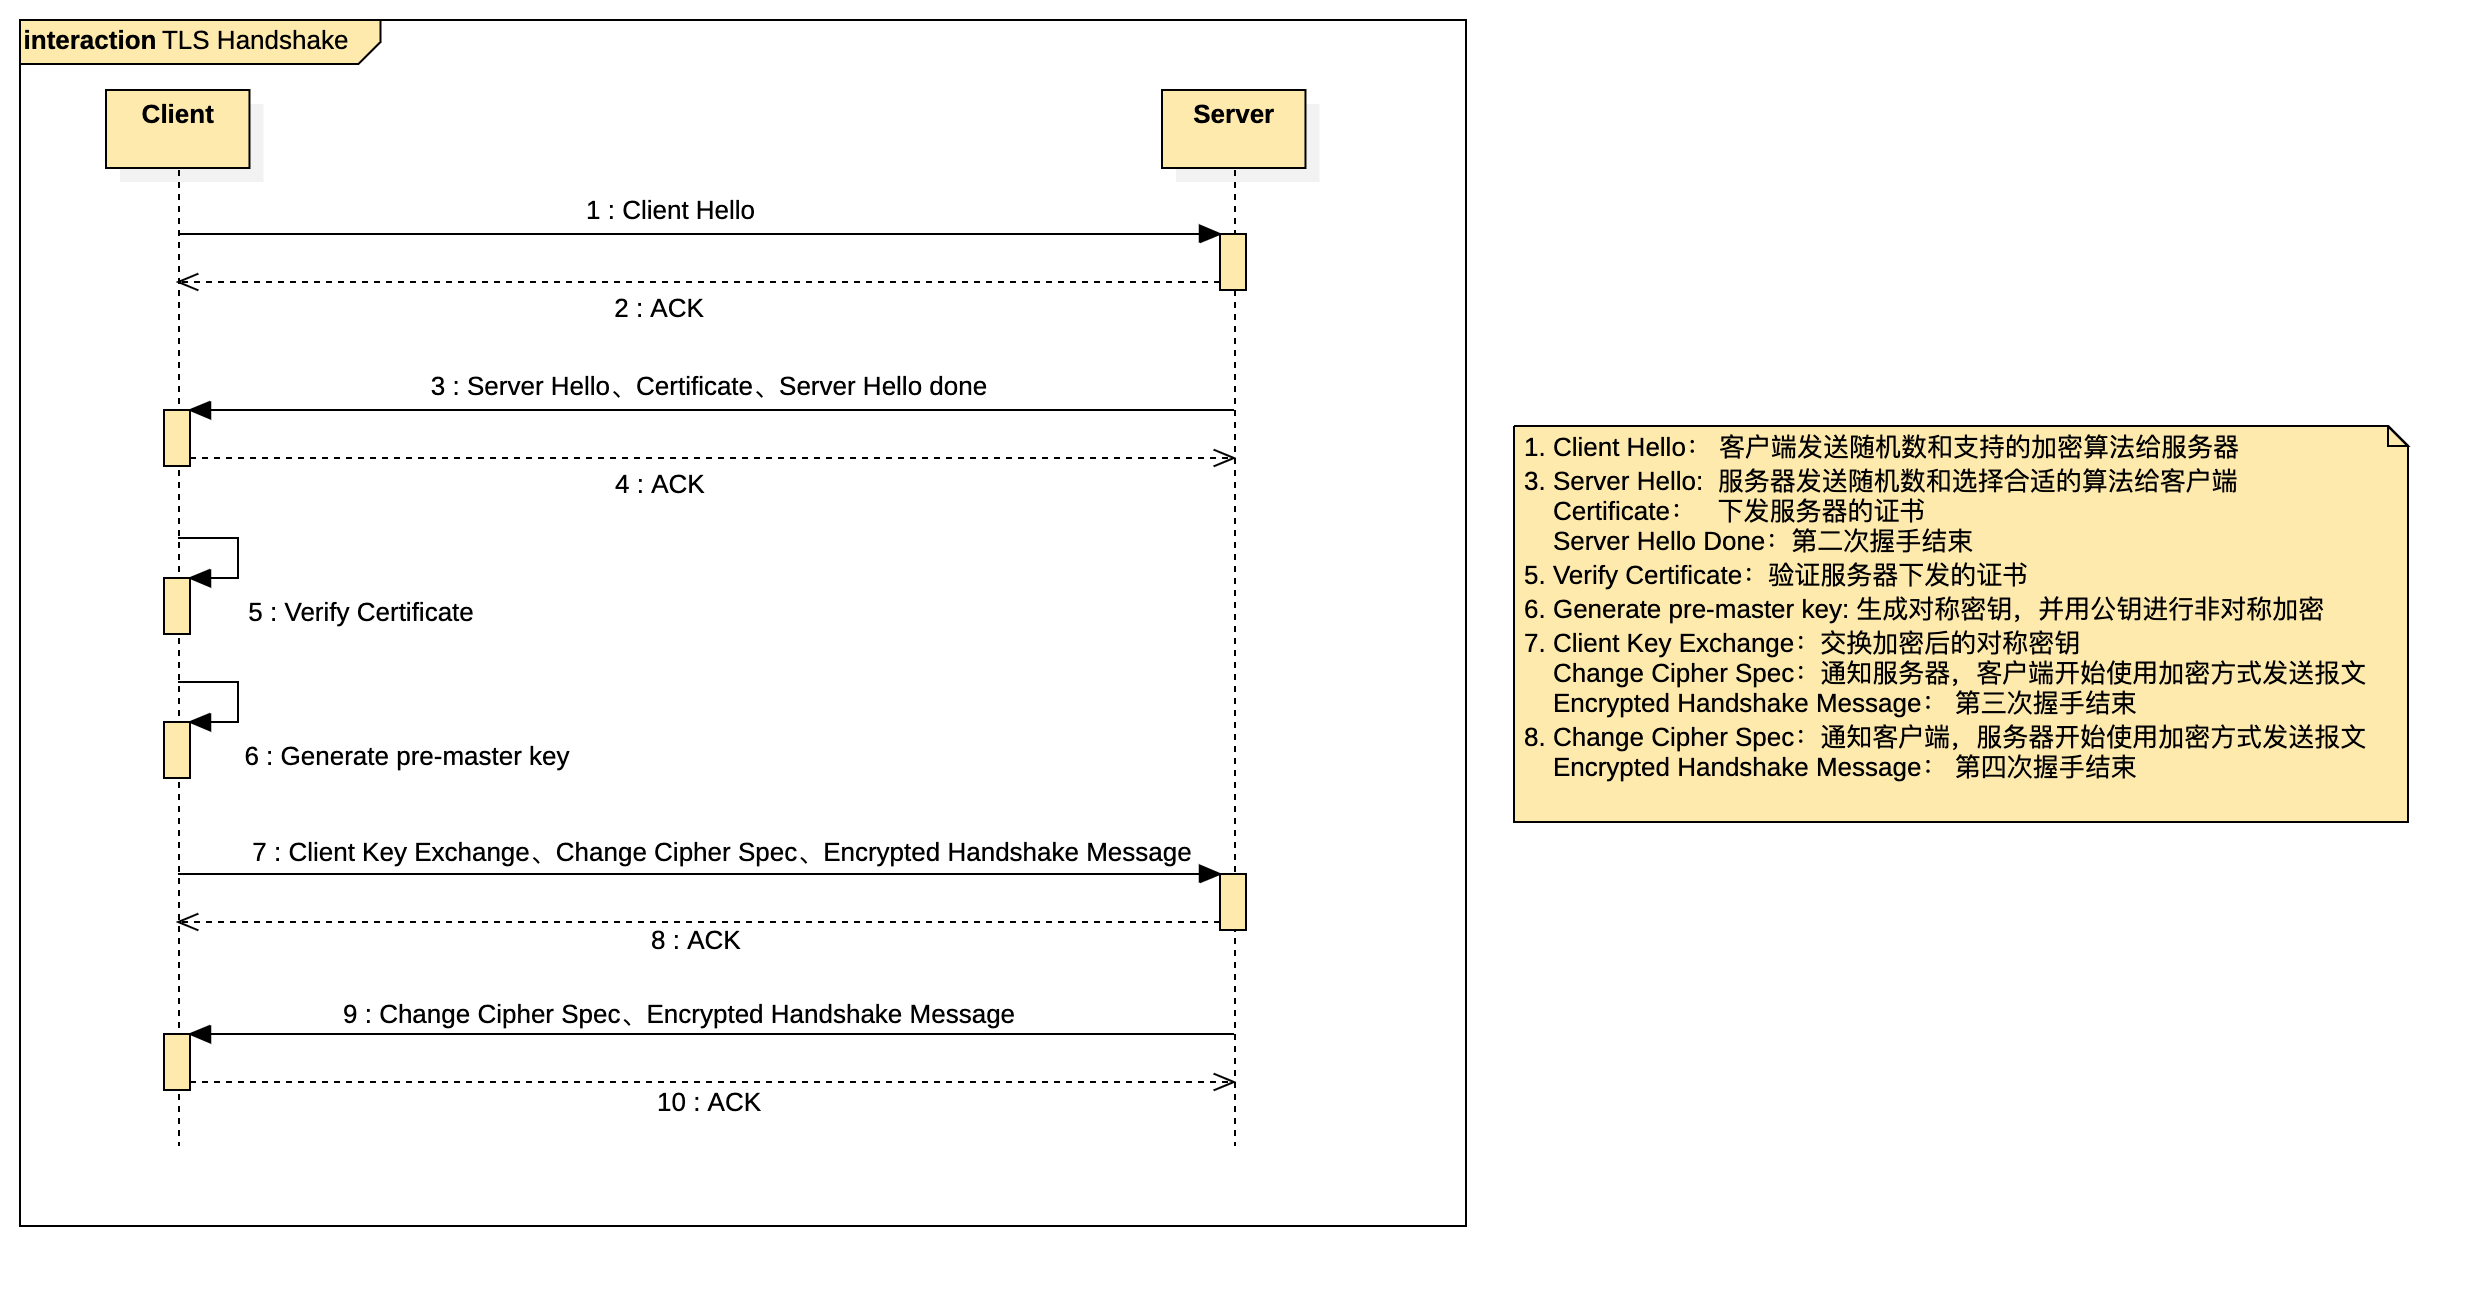 interaction TLS Handshake
Client
Server
1 : Client Hello
2 : ACK
3 : Server Hello、Certificate、Server Hello done
4 : ACK
5 : Verify Certificate
6 : Generate pre-master key
7 : Client Key Exchange、Change Cipher Spec、Encrypted Handshake Message
8 : ACK
9 : Change Cipher Spec、Encrypted Handshake Message
10 : ACK
1. Client Hello： 客户端发送随机数和支持的加密算法给服务器
3. Server Hello: 服务器发送随机数和选择合适的算法给客户端
Certificate： 下发服务器的证书
Server Hello Done：第二次握手结束
5. Verify Certificate：验证服务器下发的证书
6. Generate pre-master key: 生成对称密钥，并用公钥进行非对称加密
7. Client Key Exchange：交换加密后的对称密钥
Change Cipher Spec：通知服务器，客户端开始使用加密方式发送报文
Encrypted Handshake Message： 第三次握手结束
8. Change Cipher Spec：通知客户端，服务器开始使用加密方式发送报文
Encrypted Handshake Message： 第四次握手结束